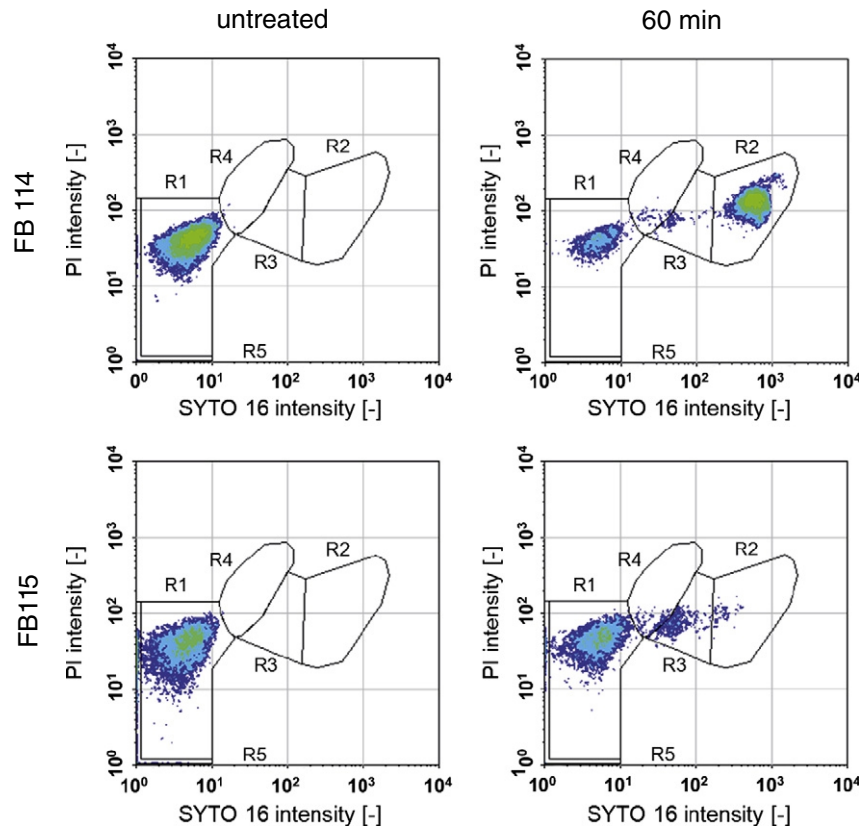 untreated
60 min
FB 114
PI intensity [-]
10⁴
10³
10²
10¹
10⁰
R1
R4
R2
R3
R5
10⁰ 10¹ 10² 10³ 10⁴
SYTO 16 intensity [-]
PI intensity [-]
10⁴
10³
10²
10¹
10⁰
R1
R4
R2
R3
R5
10⁰ 10¹ 10² 10³ 10⁴
SYTO 16 intensity [-]
FB115
PI intensity [-]
10⁴
10³
10²
10¹
10⁰
R1
R4
R2
R3
R5
10⁰ 10¹ 10² 10³ 10⁴
SYTO 16 intensity [-]
PI intensity [-]
10⁴
10³
10²
10¹
10⁰
R1
R4
R2
R3
R5
10⁰ 10¹ 10² 10³ 10⁴
SYTO 16 intensity [-]